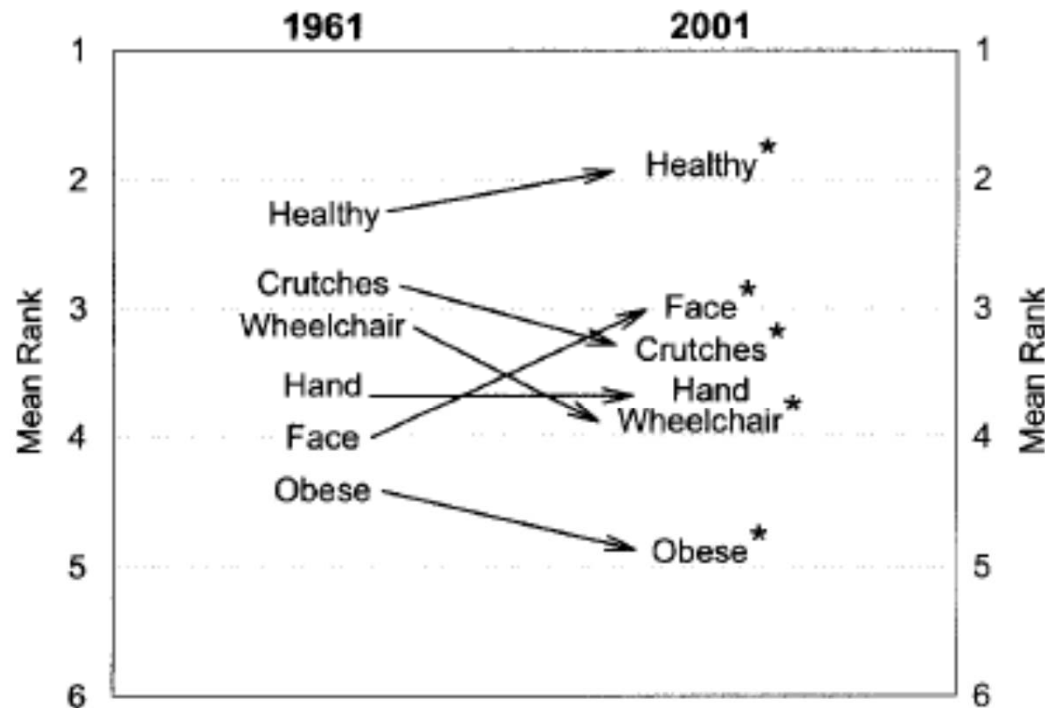 1961 2001
1 1
Healthy*
2 2
Healthy
Crutches
3 Face* 3
Wheelchair
Crutches*
Hand Hand
Wheelchair*
4 Face 4
Obese
Obese*
5 5
6 6
Mean Rank
Mean Rank